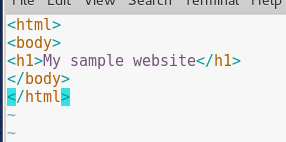 File Edit View Search Terminal Help
<html>
<body>
<h1>My sample website</h1>
</body>
</html>
~
~